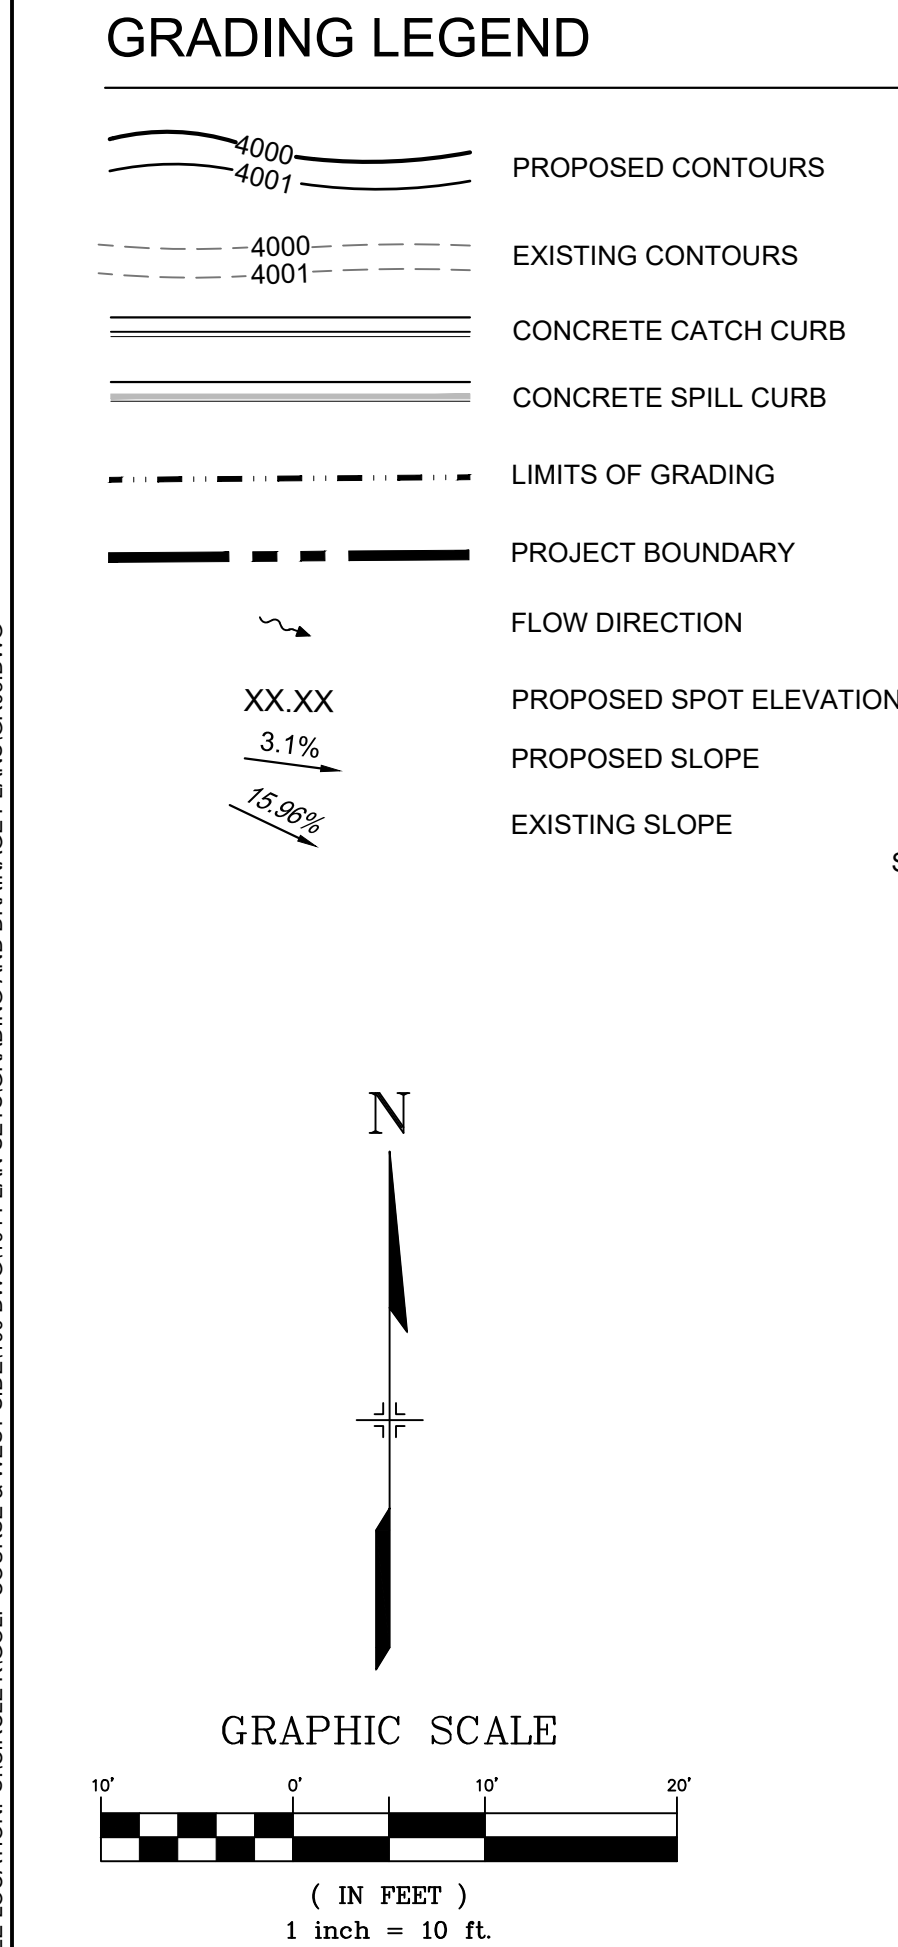 GRADING LEGEND
4000
4001
PROPOSED CONTOURS
4000
4001
EXISTING CONTOURS
CONCRETE CATCH CURB
CONCRETE SPILL CURB
LIMITS OF GRADING
PROJECT BOUNDARY
FLOW DIRECTION
XX.XX PROPOSED SPOT ELEVATION
3.1% PROPOSED SLOPE
15.96% EXISTING SLOPE
S
N
GRAPHIC SCALE
10' 0' 10' 20'
( IN FEET )
1 inch = 10 ft.